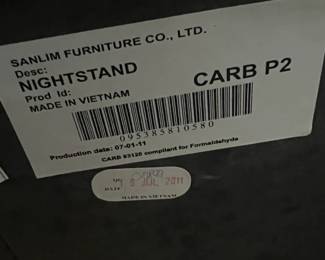 SANLIM FURNITURE CO., LTD.
Desc:
NIGHTSTAND
Prod Id:
CARB P2
MADE IN VIETNAM
095385810580
Production date: 07-01-11
CARB 93120 compliant for Formaldehyde
JUL 2011
MADE IN VIETNAM